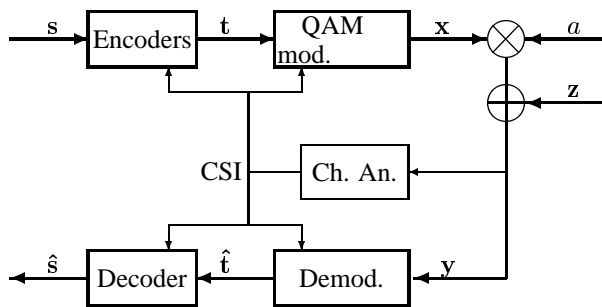 s Encoders t QAM mod. x a
z
CSI Ch. An.
ŝ Decoder t̂ Demod. y